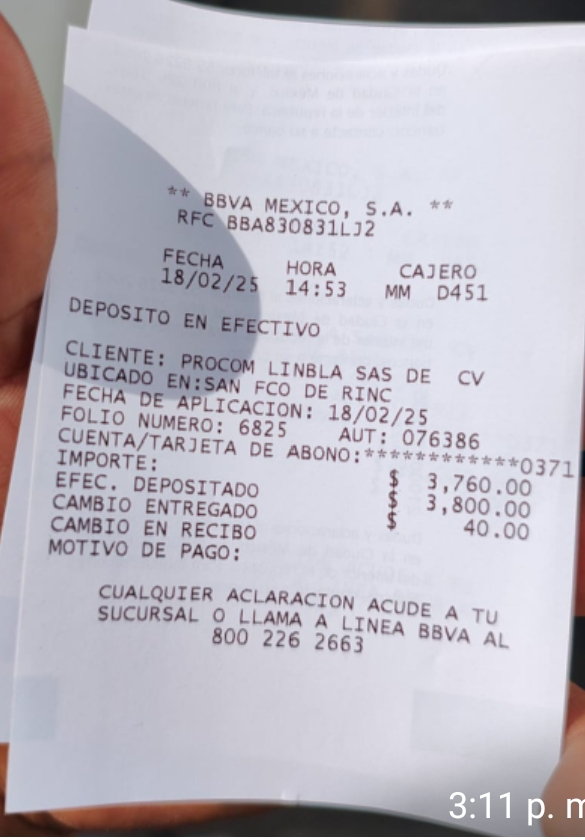 ** BBVA MEXICO, S.A. **
RFC BBA830831LJ2
FECHA HORA CAJERO
18/02/25 14:53 MM D451
DEPOSITO EN EFECTIVO
CLIENTE: PROCOM LINBLA SAS DE CV
UBICADO EN:SAN FCO DE RINC
FECHA DE APLICACION: 18/02/25
FOLIO NUMERO: 6825 AUT: 076386
CUENTA/TARJETA DE ABONO:************0371
IMPORTE: $ 3,760.00
EFEC. DEPOSITADO $ 3,800.00
CAMBIO ENTREGADO $ 40.00
CAMBIO EN RECIBO
MOTIVO DE PAGO:
CUALQUIER ACLARACION ACUDE A TU
SUCURSAL O LLAMA A LINEA BBVA AL
800 226 2663
3:11 p. m